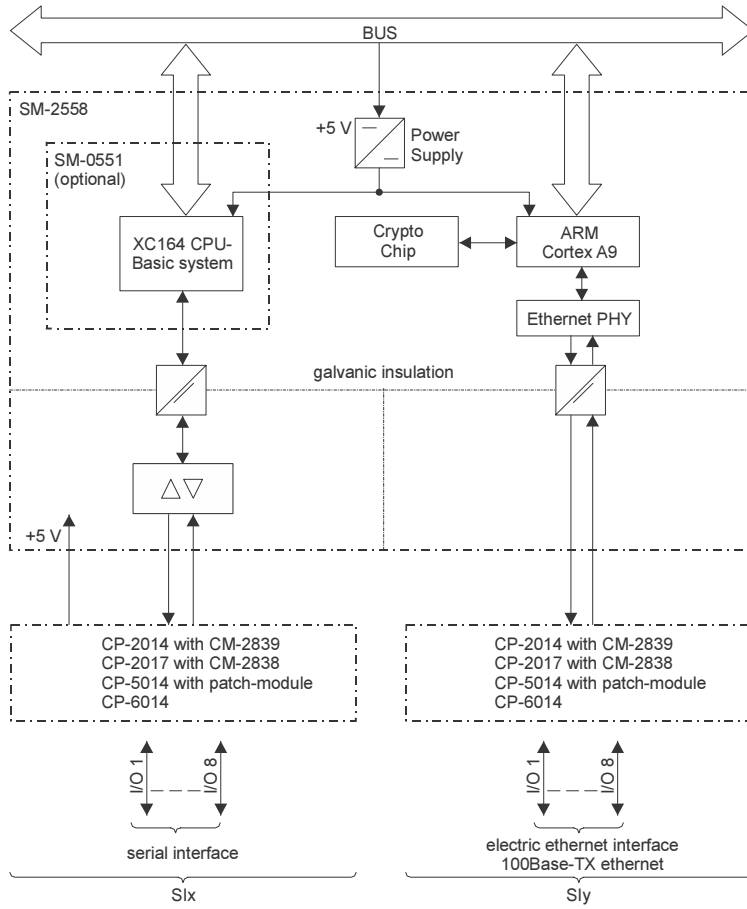 BUS
SM-2558
+5 V
Power
Supply
SM-0551
(optional)
XC164 CPU-
Basic system
Crypto
Chip
ARM
Cortex A9
Ethernet PHY
galvanic insulation
+5 V
CP-2014 with CM-2839
CP-2017 with CM-2838
CP-5014 with patch-module
CP-6014
CP-2014 with CM-2839
CP-2017 with CM-2838
CP-5014 with patch-module
CP-6014
I/O 1
I/O 8
I/O 1
I/O 8
serial interface
electric ethernet interface
100Base-TX ethernet
SIx
SIy